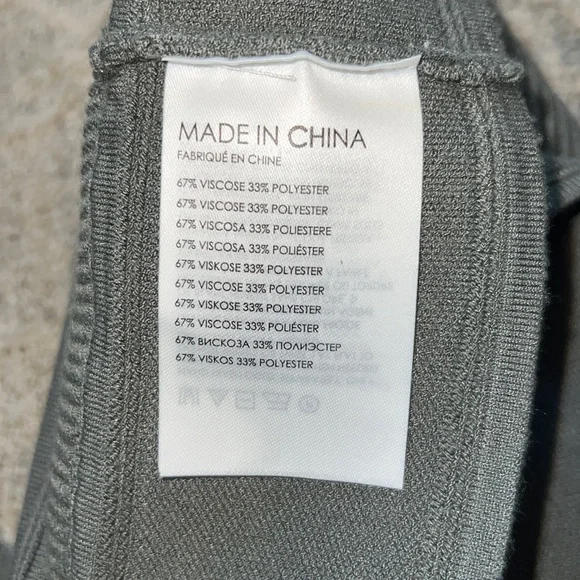 MADE IN CHINA
FABRIQUÉ EN CHINE
67% VISCOSE 33% POLYESTER
67% VISCOSE 33% POLYESTER
67% VISCOSA 33% POLIESTERE
67% VISCOSA 33% POLIÉSTER
67% VISKOSE 33% POLYESTER
67% VISCOSE 33% POLYESTER
67% VISKOSE 33% POLYESTER
67% VISCOSE 33% POLIÉSTER
67% ВИСКОЗА 33% ПОЛИЭСТЕР
67% VISKOS 33% POLYESTER